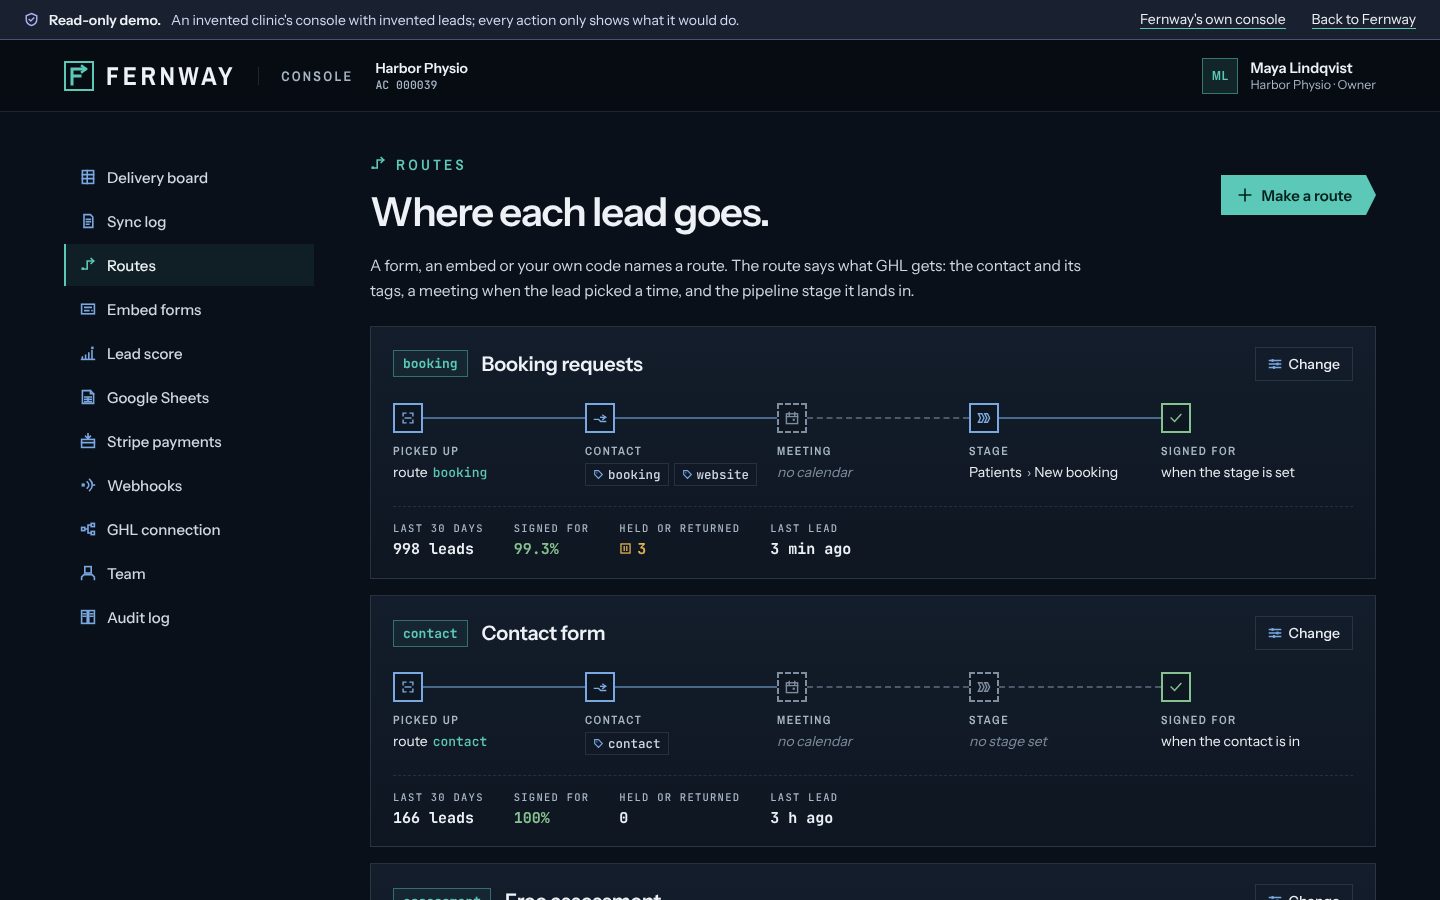 Read-only demo. An invented clinic's console with invented leads; every action only shows what it would do.
Fernway's own console
Back to Fernway
FERNWAY
CONSOLE
Harbor Physio
AC 000039
ML
Maya Lindqvist
Harbor Physio · Owner
Delivery board
Sync log
Routes
Embed forms
Lead score
Google Sheets
Stripe payments
Webhooks
GHL connection
Team
Audit log
ROUTES
Where each lead goes.
Make a route
A form, an embed or your own code names a route. The route says what GHL gets: the contact and its
tags, a meeting when the lead picked a time, and the pipeline stage it lands in.
booking Booking requests
Change
PICKED UP
route booking
CONTACT
booking website
MEETING
no calendar
STAGE
Patients › New booking
SIGNED FOR
when the stage is set
LAST 30 DAYS
998 leads
SIGNED FOR
99.3%
HELD OR RETURNED
3
LAST LEAD
3 min ago
contact Contact form
Change
PICKED UP
route contact
CONTACT
contact
MEETING
no calendar
STAGE
no stage set
SIGNED FOR
when the contact is in
LAST 30 DAYS
166 leads
SIGNED FOR
100%
HELD OR RETURNED
0
LAST LEAD
3 h ago
assessment Free assessment
Change